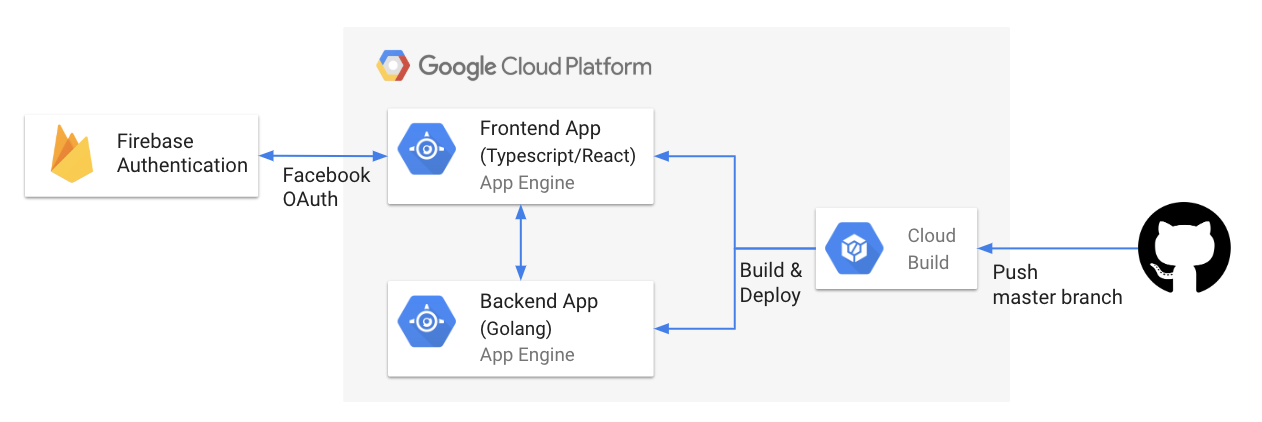 Google Cloud Platform
Firebase
Authentication
Facebook
OAuth
Frontend App
(Typescript/React)
App Engine
Backend App
(Golang)
App Engine
Build &
Deploy
Cloud
Build
Push
master branch